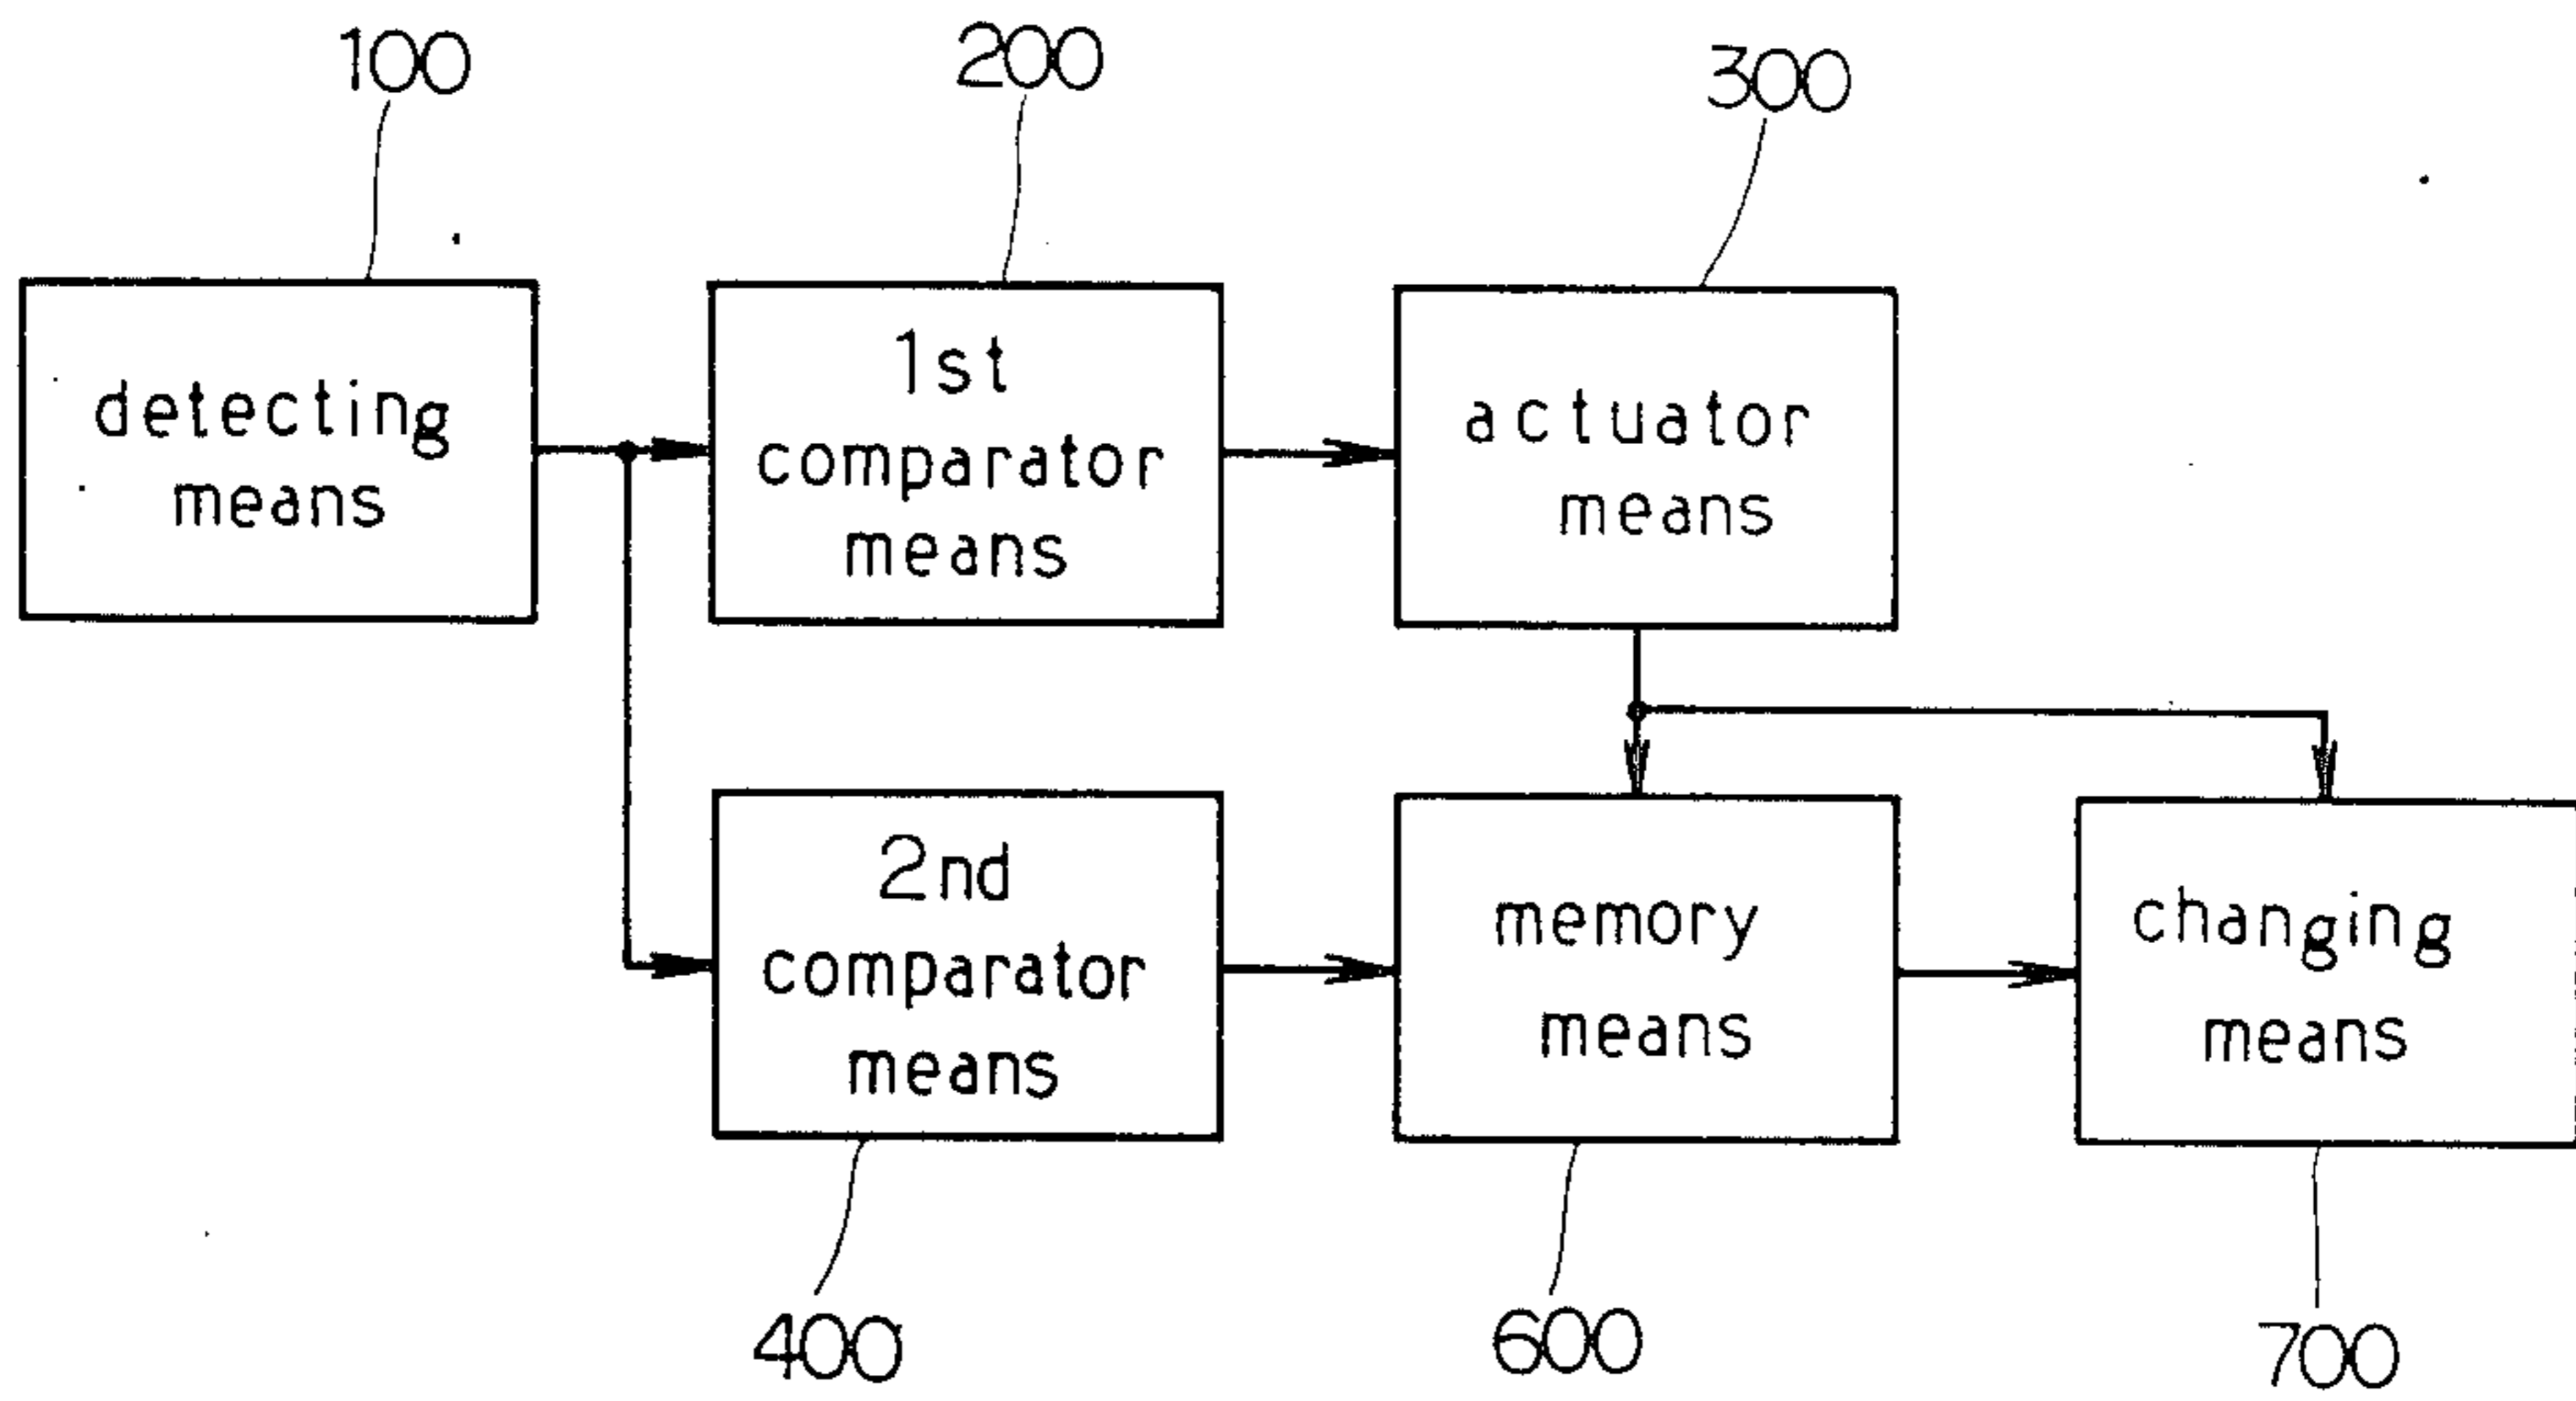 100
200
300
detecting
means
1st
comparator
means
actuator
means
2nd
comparator
means
memory
means
changing
means
400
600
700